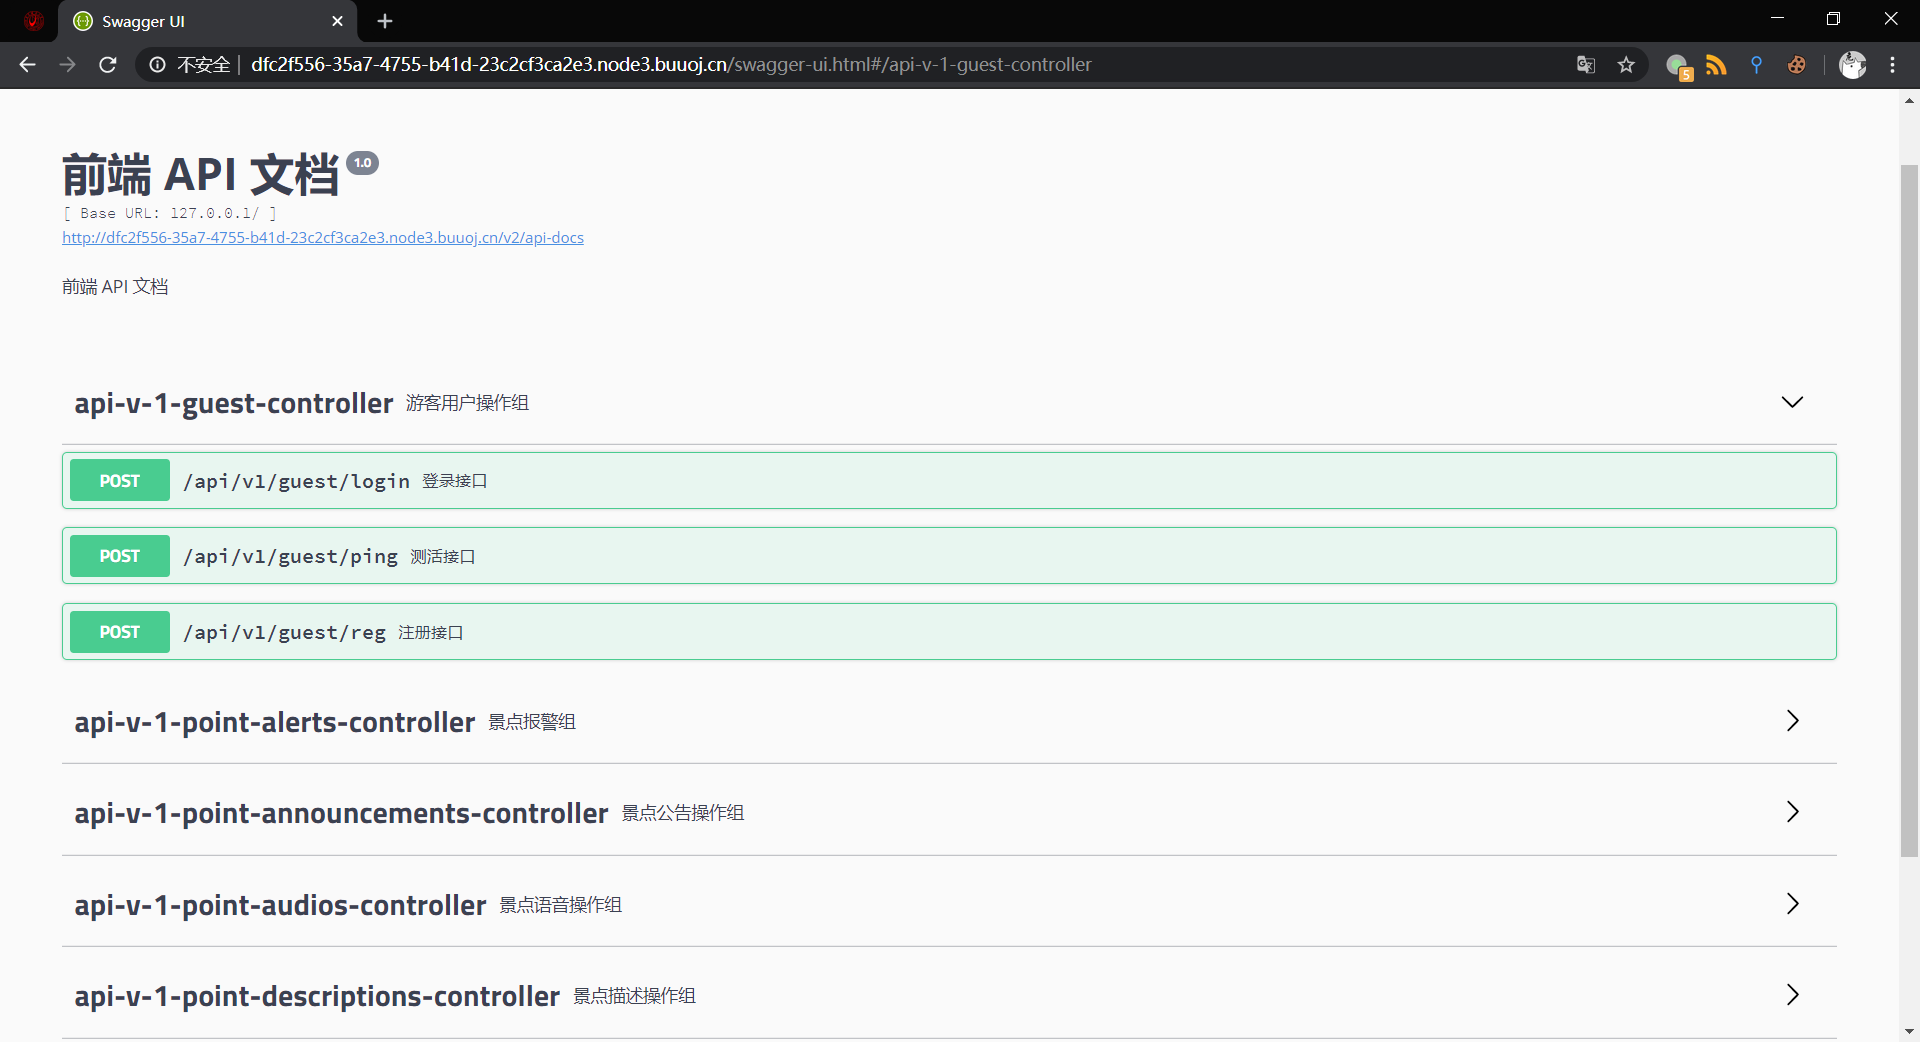 Swagger UI
不安全 | dfc2f556-35a7-4755-b41d-23c2cf3ca2e3.node3.buuoj.cn/swagger-ui.html#/api-v-1-guest-controller
5
前端 API 文档 1.0
[ Base URL: 127.0.0.1/ ]
http://dfc2f556-35a7-4755-b41d-23c2cf3ca2e3.node3.buuoj.cn/v2/api-docs
前端 API 文档
api-v-1-guest-controller 游客用户操作组
POST /api/v1/guest/login 登录接口
POST /api/v1/guest/ping 测活接口
POST /api/v1/guest/reg 注册接口
api-v-1-point-alerts-controller 景点报警组
api-v-1-point-announcements-controller 景点公告操作组
api-v-1-point-audios-controller 景点语音操作组
api-v-1-point-descriptions-controller 景点描述操作组